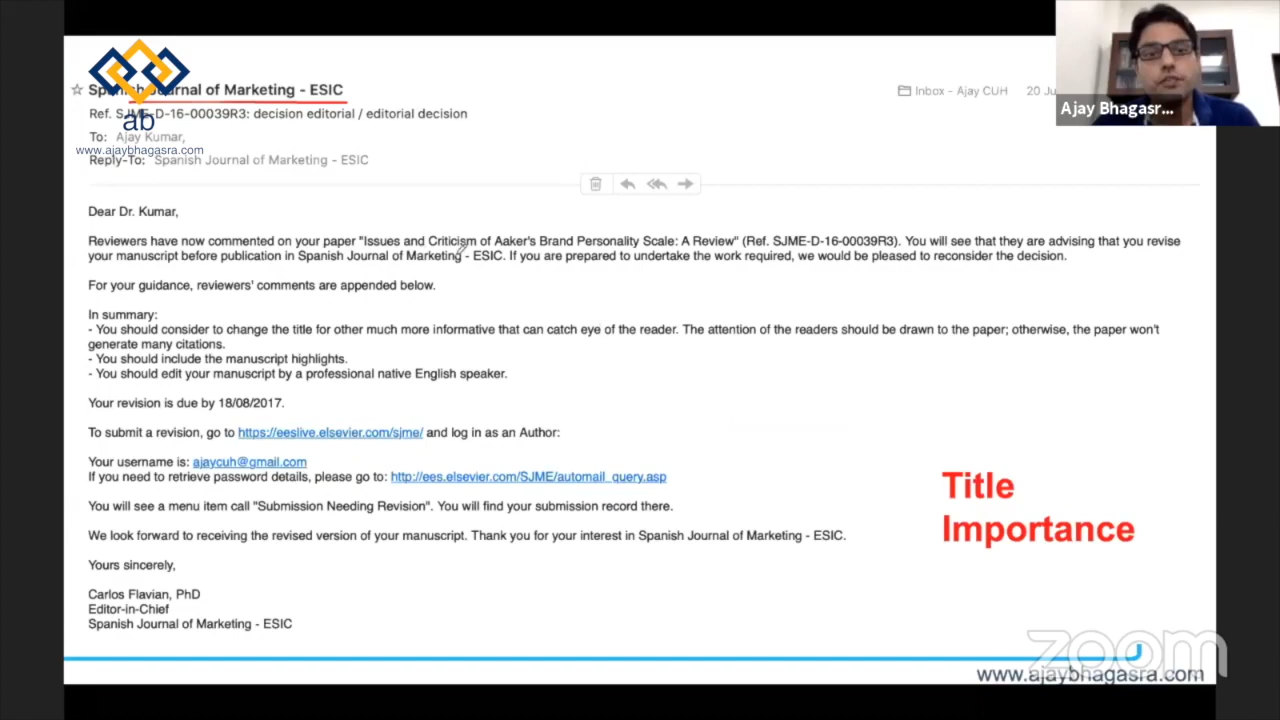 Spanish Journal of Marketing - ESIC
Inbox - Ajay CUH 20 Ju
Ajay Bhagasr...
Ref. SJME-D-16-00039R3: decision editorial / editorial decision
ab
To: Ajay Kumar,
www.ajaybhagasra.com
Reply-To: Spanish Journal of Marketing - ESIC
Dear Dr. Kumar,
Reviewers have now commented on your paper "Issues and Criticism of Aaker's Brand Personality Scale: A Review" (Ref. SJME-D-16-00039R3). You will see that they are advising that you revise
your manuscript before publication in Spanish Journal of Marketing - ESIC. If you are prepared to undertake the work required, we would be pleased to reconsider the decision.
For your guidance, reviewers' comments are appended below.
In summary:
- You should consider to change the title for other much more informative that can catch eye of the reader. The attention of the readers should be drawn to the paper; otherwise, the paper won't
generate many citations.
- You should include the manuscript highlights.
- You should edit your manuscript by a professional native English speaker.
Your revision is due by 18/08/2017.
To submit a revision, go to https://eeslive.elsevier.com/sjme/ and log in as an Author:
Your username is: ajaycuh@gmail.com
If you need to retrieve password details, please go to: http://ees.elsevier.com/SJME/automail_query.asp
You will see a menu item call "Submission Needing Revision". You will find your submission record there.
We look forward to receiving the revised version of your manuscript. Thank you for your interest in Spanish Journal of Marketing - ESIC.
Yours sincerely,
Carlos Flavian, PhD
Editor-in-Chief
Spanish Journal of Marketing - ESIC
Title
Importance
zoom
www.ajaybhagasra.com